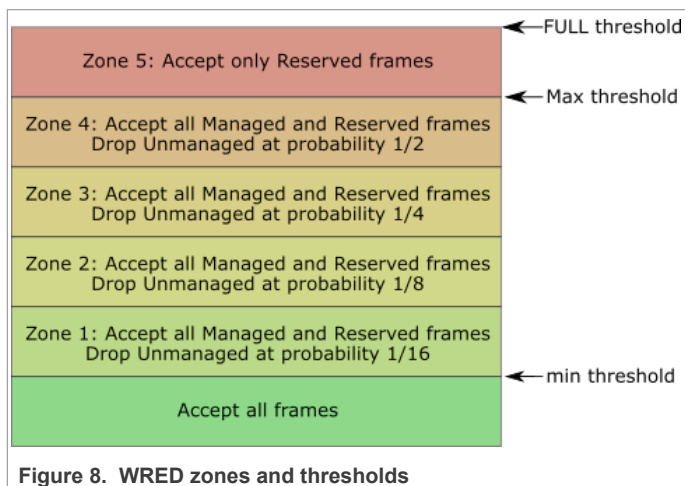 FULL threshold
Zone 5: Accept only Reserved frames
Max threshold
Zone 4: Accept all Managed and Reserved frames
Drop Unmanaged at probability 1/2
Zone 3: Accept all Managed and Reserved frames
Drop Unmanaged at probability 1/4
Zone 2: Accept all Managed and Reserved frames
Drop Unmanaged at probability 1/8
Zone 1: Accept all Managed and Reserved frames
Drop Unmanaged at probability 1/16
min threshold
Accept all frames
Figure 8. WRED zones and thresholds